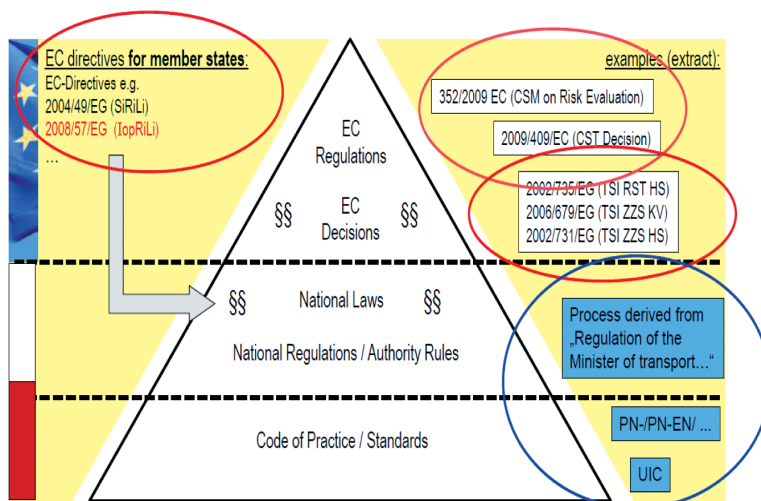 EC directives for member states:
EC-Directives e.g.
2004/49/EG (SiRiLi)
2008/57/EG (IopRiLi)
...
examples (extract):
352/2009 EC (CSM on Risk Evaluation)
2009/409/EC (CST Decision)
2002/735/EG (TSI RST HS)
2006/679/EG (TSI ZZS KV)
2002/731/EG (TSI ZZS HS)
EC
Regulations
§§ EC §§
Decisions
§§ National Laws §§
National Regulations / Authority Rules
Process derived from
„Regulation of the
Minister of transport...“
Code of Practice / Standards
PN-/PN-EN/ ...
UIC